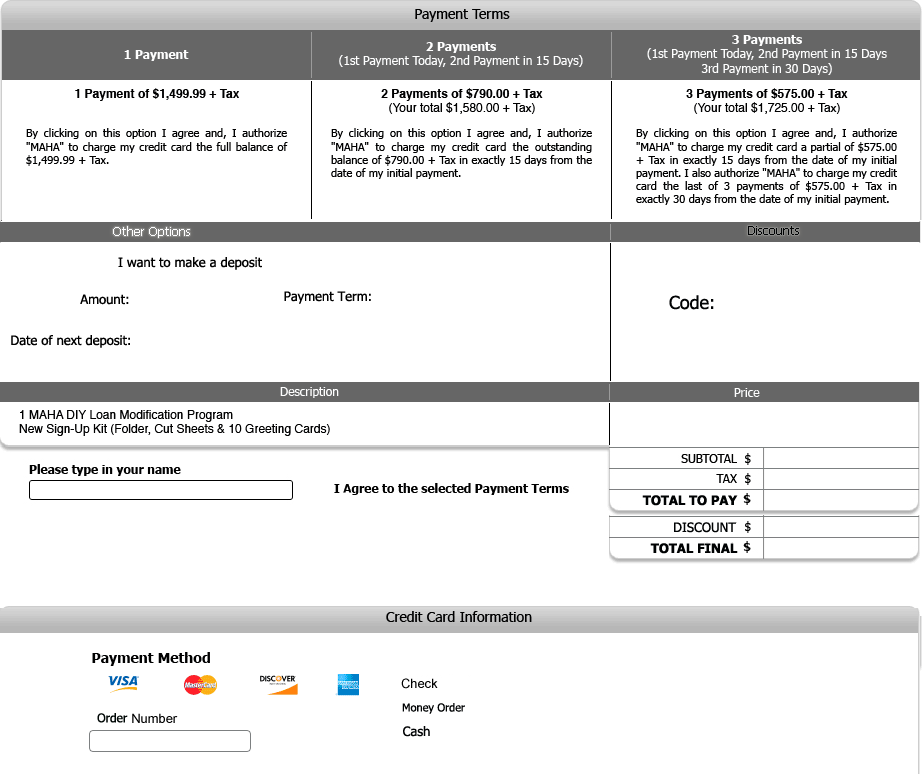 Payment Terms
1 Payment
2 Payments
(1st Payment Today, 2nd Payment in 15 Days)
3 Payments
(1st Payment Today, 2nd Payment in 15 Days
3rd Payment in 30 Days)
1 Payment of $1,499.99 + Tax
By clicking on this option I agree and, I authorize
"MAHA" to charge my credit card the full balance of
$1,499.99 + Tax.
2 Payments of $790.00 + Tax
(Your total $1,580.00 + Tax)
By clicking on this option I agree and, I authorize
"MAHA" to charge my credit card the outstanding
balance of $790.00 + Tax in exactly 15 days from the
date of my initial payment.
3 Payments of $575.00 + Tax
(Your total $1,725.00 + Tax)
By clicking on this option I agree and, I authorize
"MAHA" to charge my credit card a partial of $575.00
+ Tax in exactly 15 days from the date of my initial
payment. I also authorize "MAHA" to charge my credit
card the last of 3 payments of $575.00 + Tax in
exactly 30 days from the date of my initial payment.
Other Options
Discounts
I want to make a deposit
Amount:
Payment Term:
Date of next deposit:
Code:
Description
Price
1 MAHA DIY Loan Modification Program
New Sign-Up Kit (Folder, Cut Sheets & 10 Greeting Cards)
Please type in your name
I Agree to the selected Payment Terms
SUBTOTAL $
TAX $
TOTAL TO PAY $
DISCOUNT $
TOTAL FINAL $
Credit Card Information
Payment Method
VISA
MasterCard
DISCOVER
Check
Money Order
Cash
Order Number